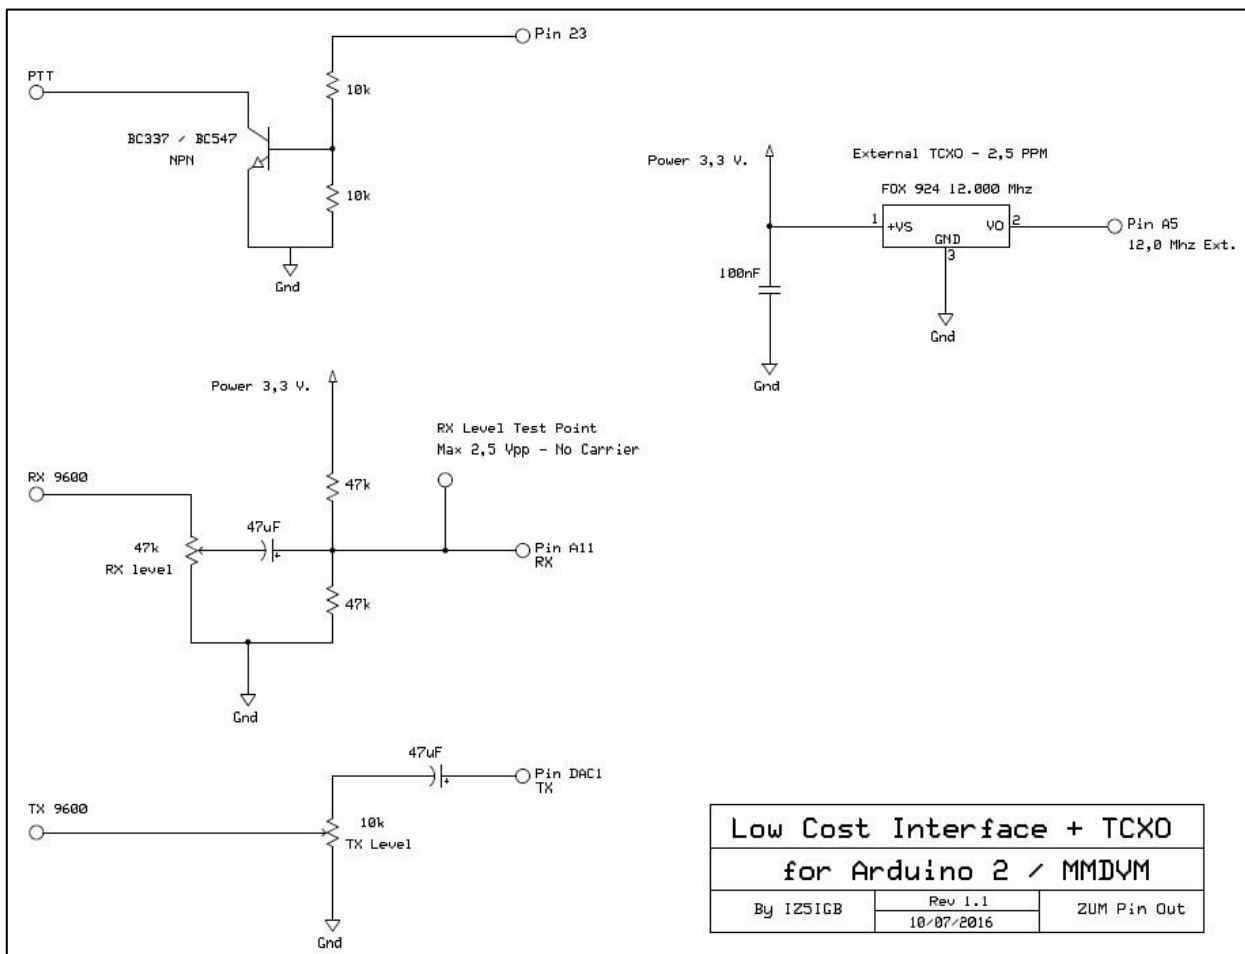 Pin 23
10k
PTT
BC337 / BC547
NPN
10k
Gnd
Power 3,3 V.
External TCXO - 2,5 PPM
FOX 924 12.000 Mhz
1
+VS
VO
2
GND
3
Pin A5
12,0 Mhz Ext.
100nF
Gnd
Gnd
Power 3,3 V.
RX Level Test Point
Max 2,5 Vpp - No Carrier
RX 9600
47k
47uF
+
47k
RX level
Pin A11
RX
47k
Gnd
47uF
+
Pin DAC1
TX
TX 9600
10k
TX Level
Gnd
Low Cost Interface + TCXO
for Arduino 2 / MMDVM
By IZ5IGB
Rev 1.1
10/07/2016
ZUM Pin Out